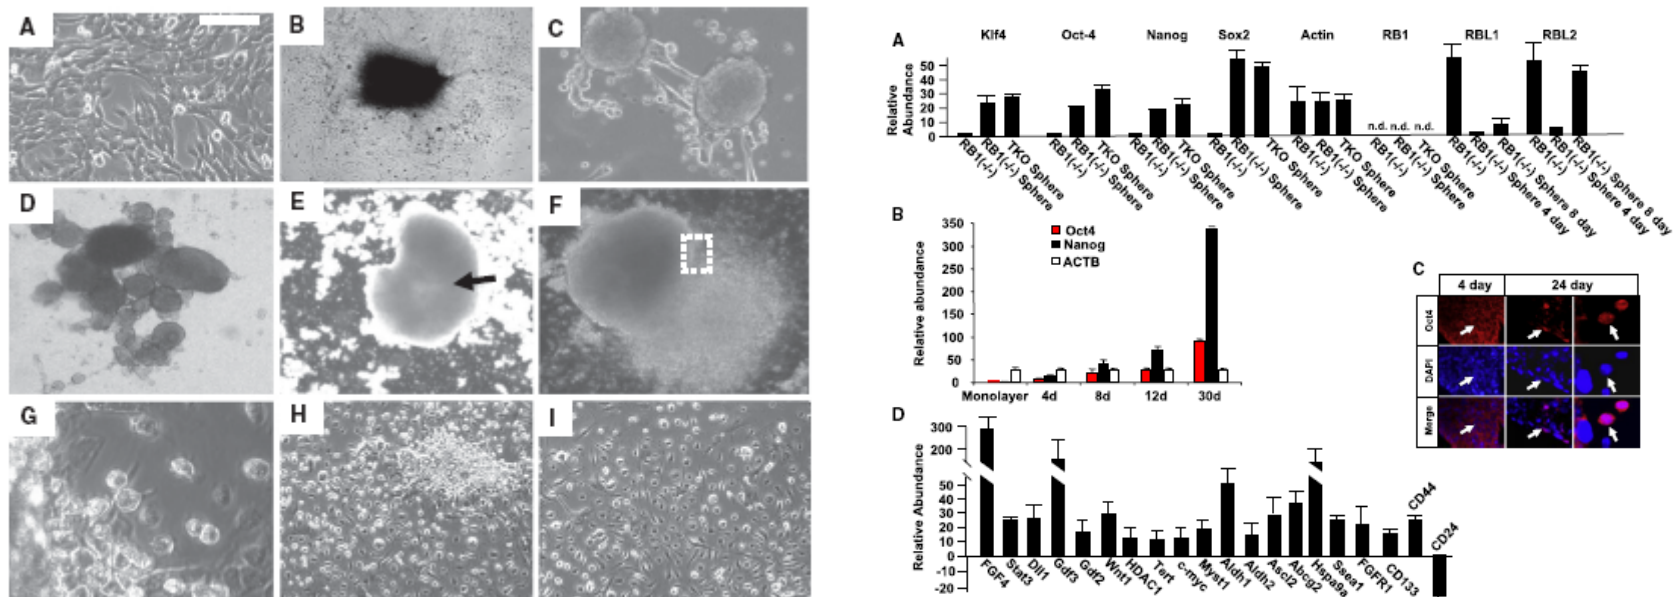 A
B
C
D
E
F
G
H
I
A
Klf4 Oct-4 Nanog Sox2 Actin RB1 RBL1 RBL2
Relative Abundance
50
40
30
20
10
0
n.d. n.d. n.d.
RB1(-/-)
RB1(-/-) Sphere
TKO Sphere
RB1(-/-)
RB1(-/-) Sphere
TKO Sphere
RB1(-/-)
RB1(-/-) Sphere
TKO Sphere
RB1(-/-)
RB1(-/-) Sphere
TKO Sphere
RB1(-/-)
RB1(-/-) Sphere
TKO Sphere
RB1(-/-)
RB1(-/-) Sphere
TKO Sphere
RB1(-/-)
RB1(-/-) Sphere 4 day
RB1(-/-) Sphere 8 day
RB1(-/-)
RB1(-/-) Sphere 4 day
RB1(-/-) Sphere 8 day
B
Relative abundance
350
300
250
200
150
100
50
0
Oct4
Nanog
ACTB
Monolayer 4d 8d 12d 30d
C
4 day 24 day
Oct4
DAPI
Merge
D
Relative Abundance
300
200
50
40
30
20
10
0
-10
-20
FGF4
Stat3
Dll1
Gdf3
Gdf2
Wnt1
HDAC1
Tert
c-myc
Myst1
Aldh1
Aldh2
Ascl2
Abcg2
Hspa9a
Ssea1
FGFR1
CD133
CD44
CD24